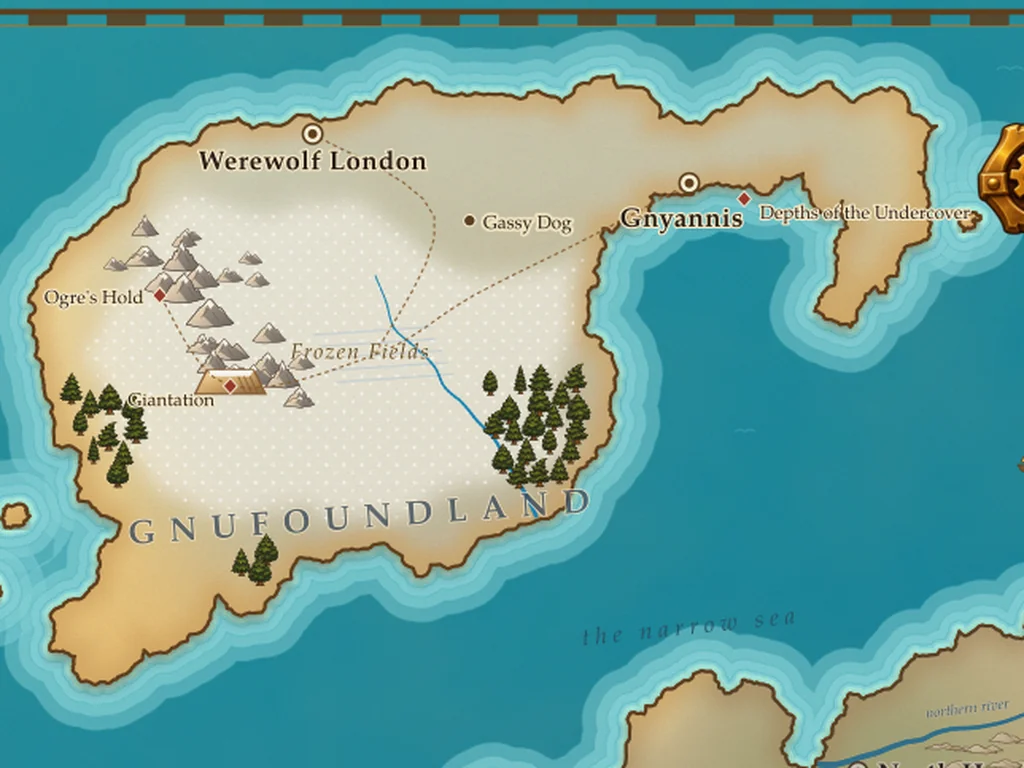 Werewolf London
Gassy Dog
Gnyannis
Depths of the Undercover
Ogre's Hold
Frozen Fields
Giantation
GNUFOUNDLAND
the narrow sea
northern river